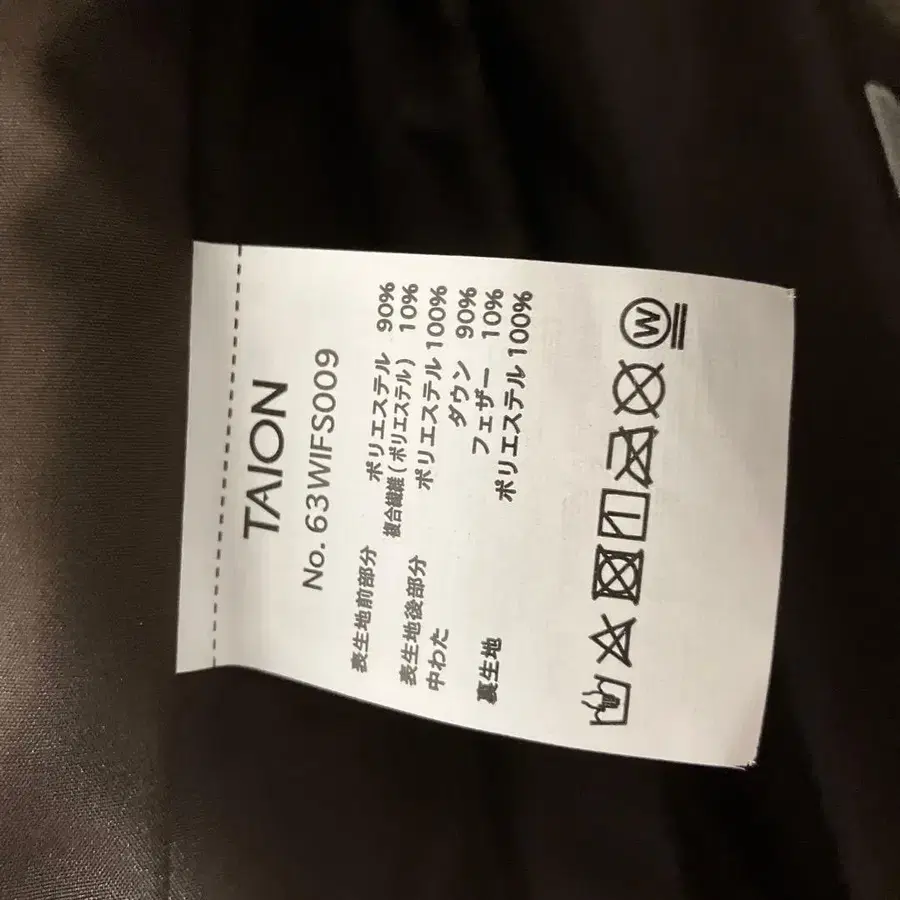 TAION
No. 63WIFS009
表生地前部分 ポリエステル 90%
複合繊維(ポリエステル) 10%
表生地後部分 ポリエステル 100%
中わた ダウン 90%
フェザー 10%
裏生地 ポリエステル 100%
W